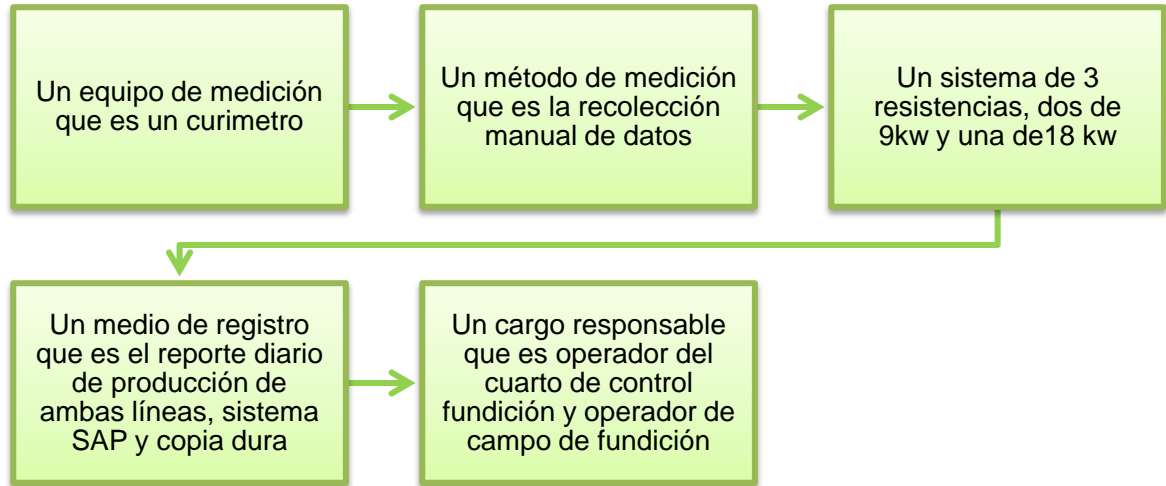 Un equipo de medición
que es un curimetro
Un método de medición
que es la recolección
manual de datos
Un sistema de 3
resistencias, dos de
9kw y una de18 kw
Un medio de registro
que es el reporte diario
de producción de
ambas líneas, sistema
SAP y copia dura
Un cargo responsable
que es operador del
cuarto de control
fundición y operador de
campo de fundición